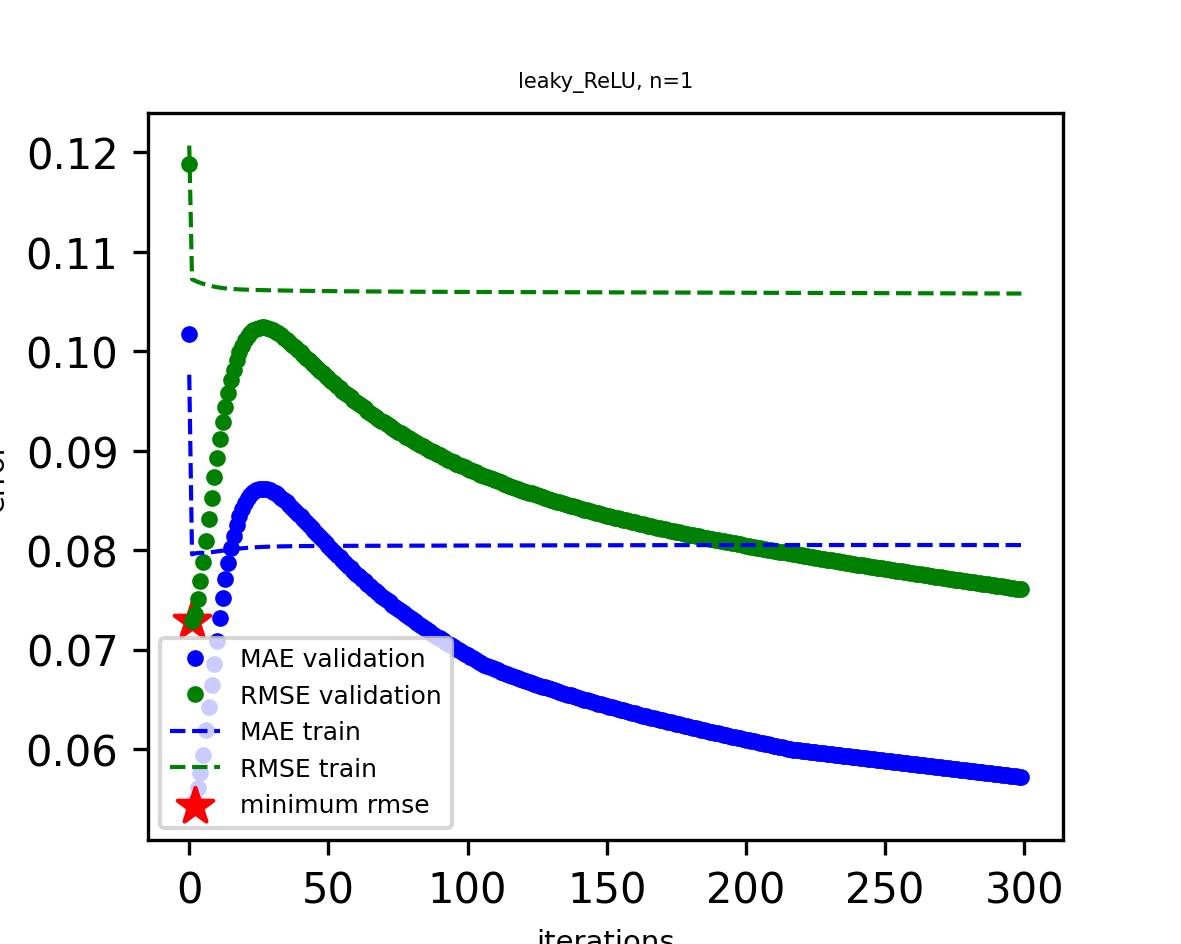 leaky_ReLU, n=1
0.12
0.11
0.10
0.09
0.08
0.07
0.06
MAE validation
RMSE validation
MAE train
RMSE train
minimum rmse
0 50 100 150 200 250 300
iterations